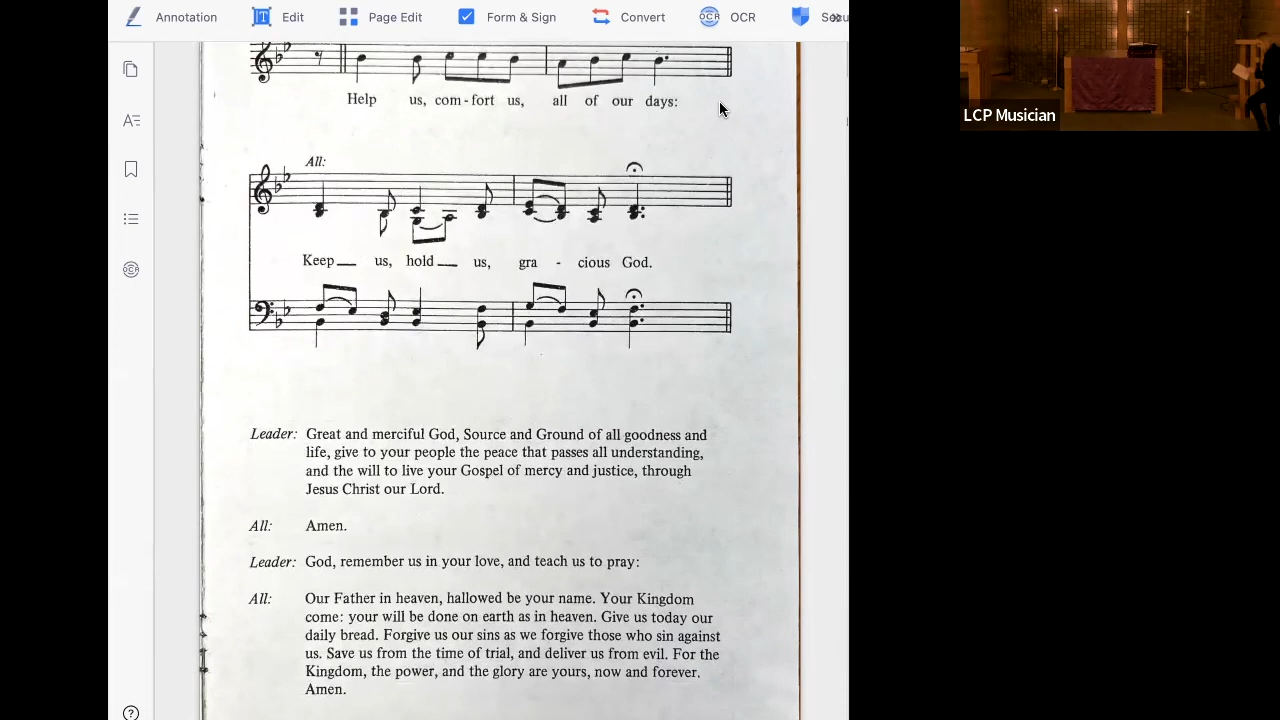 Annotation Edit Page Edit Form & Sign Convert OCR
LCP Musician
Help us, com - fort us, all of our days:
All:
Keep us, hold us, gra - cious God.
Leader: Great and merciful God, Source and Ground of all goodness and
life, give to your people the peace that passes all understanding,
and the will to live your Gospel of mercy and justice, through
Jesus Christ our Lord.
All: Amen.
Leader: God, remember us in your love, and teach us to pray:
All: Our Father in heaven, hallowed be your name. Your Kingdom
come: your will be done on earth as in heaven. Give us today our
daily bread. Forgive us our sins as we forgive those who sin against
us. Save us from the time of trial, and deliver us from evil. For the
Kingdom, the power, and the glory are yours, now and forever.
Amen.